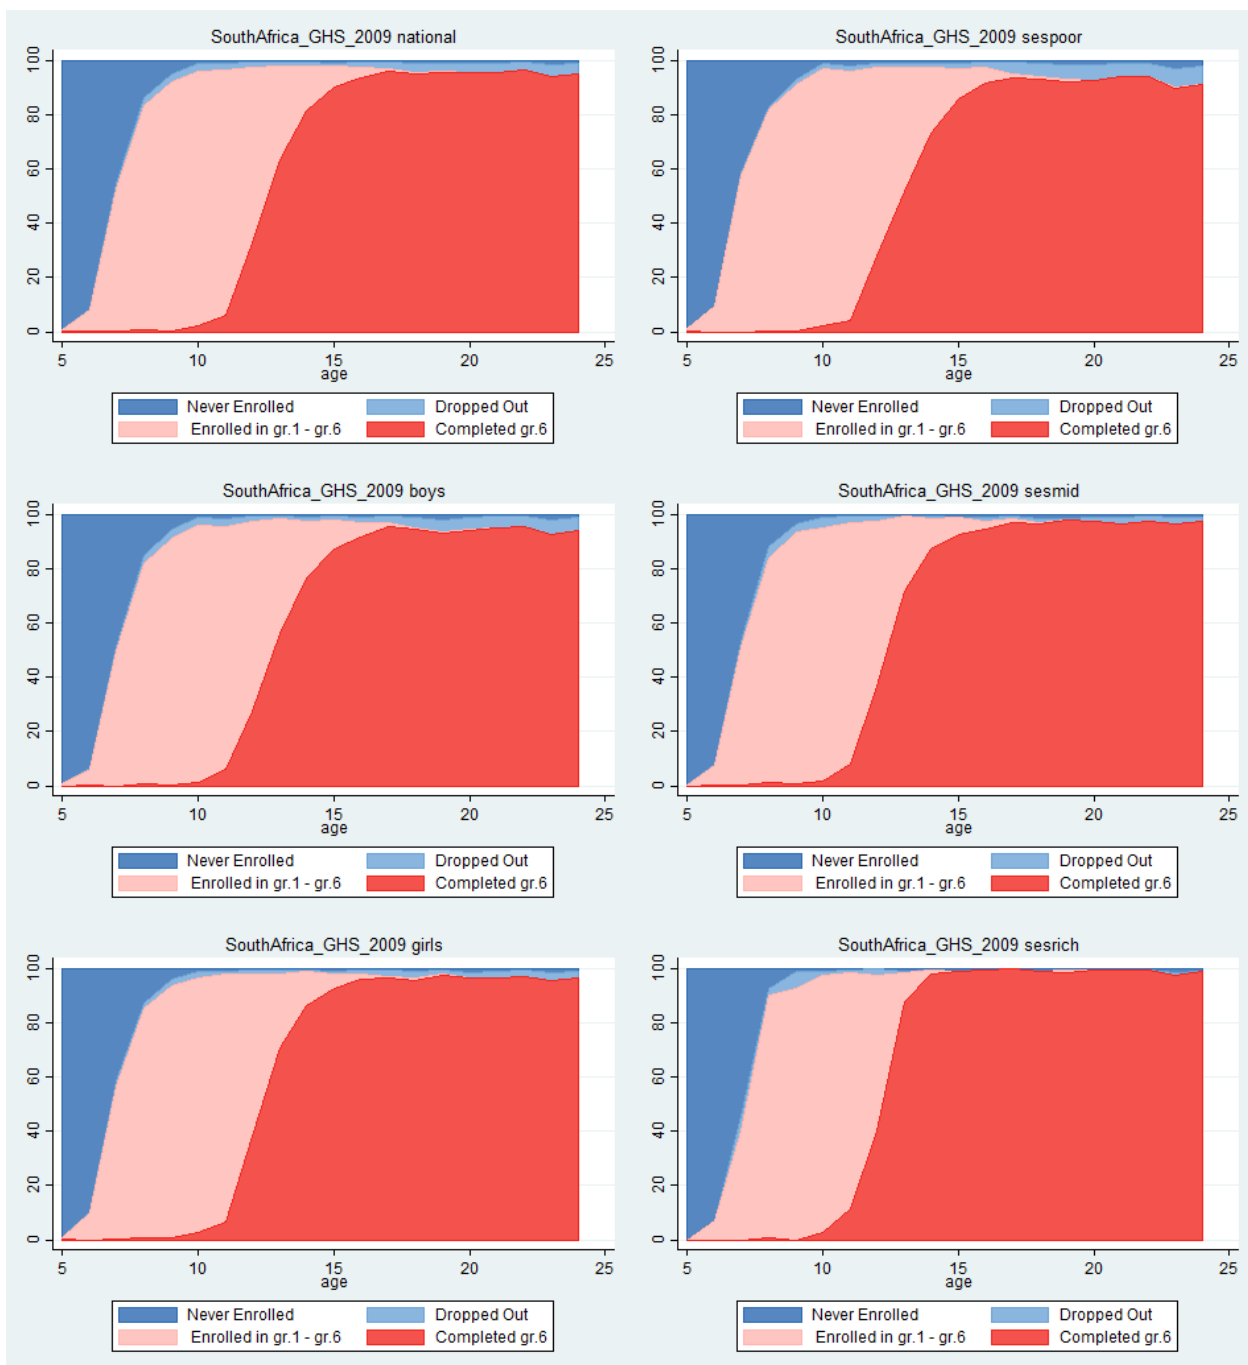 SouthAfrica_GHS_2009 national
100
80
60
40
20
0
5 10 15 20 25
age
Never Enrolled Dropped Out
Enrolled in gr.1 - gr.6 Completed gr.6
SouthAfrica_GHS_2009 sespoor
100
80
60
40
20
0
5 10 15 20 25
age
Never Enrolled Dropped Out
Enrolled in gr.1 - gr.6 Completed gr.6
SouthAfrica_GHS_2009 boys
100
80
60
40
20
0
5 10 15 20 25
age
Never Enrolled Dropped Out
Enrolled in gr.1 - gr.6 Completed gr.6
SouthAfrica_GHS_2009 sesmid
100
80
60
40
20
0
5 10 15 20 25
age
Never Enrolled Dropped Out
Enrolled in gr.1 - gr.6 Completed gr.6
SouthAfrica_GHS_2009 girls
100
80
60
40
20
0
5 10 15 20 25
age
Never Enrolled Dropped Out
Enrolled in gr.1 - gr.6 Completed gr.6
SouthAfrica_GHS_2009 sesrich
100
80
60
40
20
0
5 10 15 20 25
age
Never Enrolled Dropped Out
Enrolled in gr.1 - gr.6 Completed gr.6